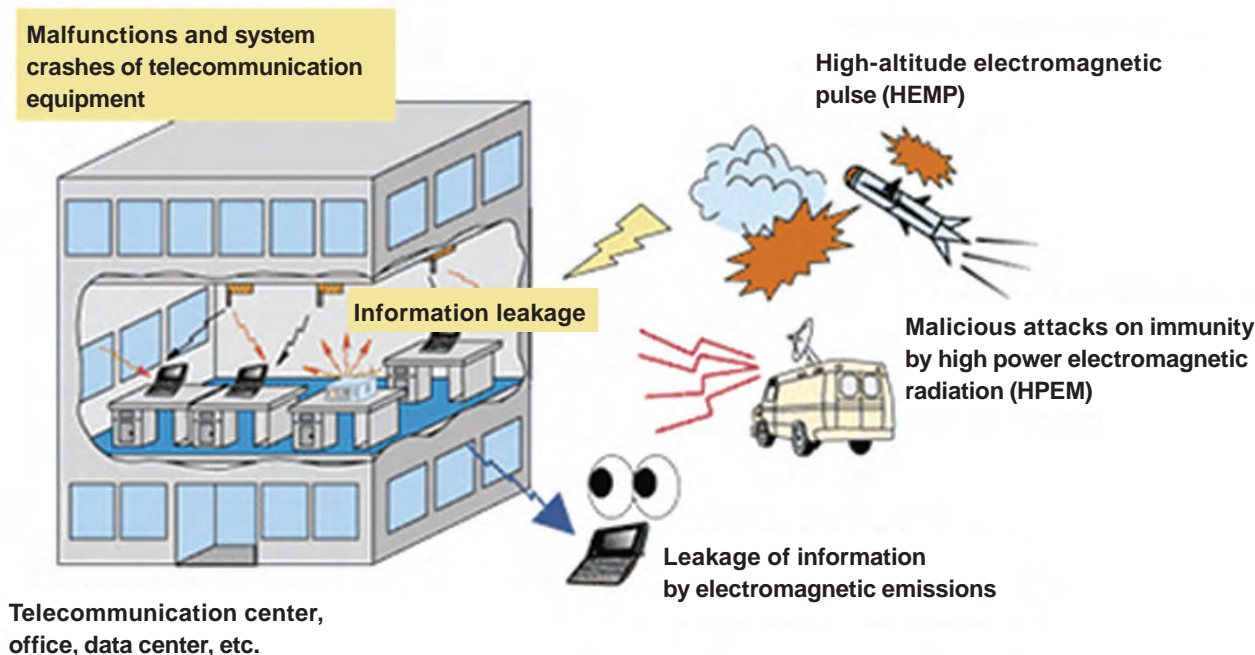 Malfunctions and system
crashes of telecommunication
equipment
High-altitude electromagnetic
pulse (HEMP)
Information leakage
Malicious attacks on immunity
by high power electromagnetic
radiation (HPEM)
Leakage of information
by electromagnetic emissions
Telecommunication center,
office, data center, etc.